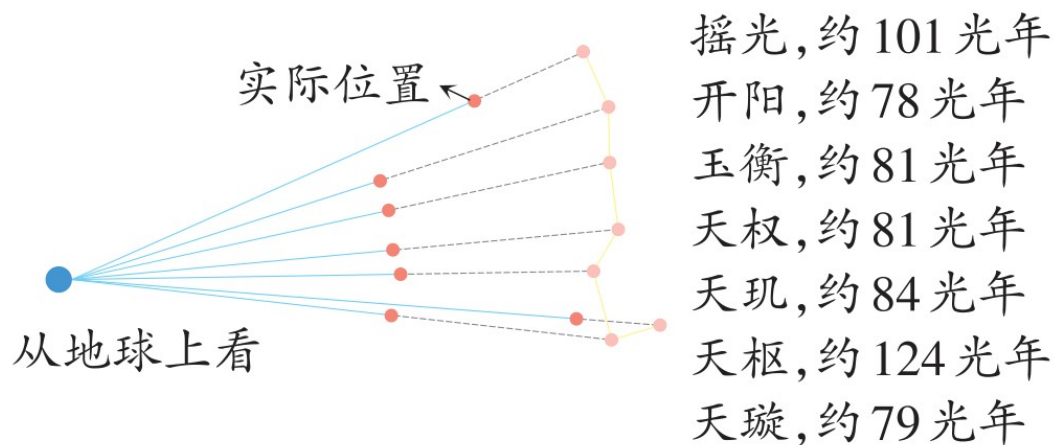 实际位置
从地球上看
摇光,约101光年
开阳,约78光年
玉衡,约81光年
天权,约81光年
天玑,约84光年
天枢,约124光年
天璇,约79光年